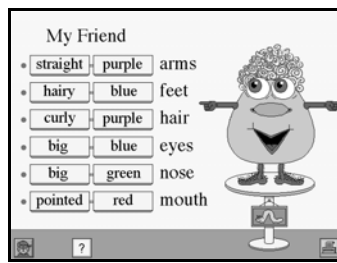 My Friend
• straight purple arms
• hairy blue feet
• curly purple hair
• big blue eyes
• big green nose
• pointed red mouth
?